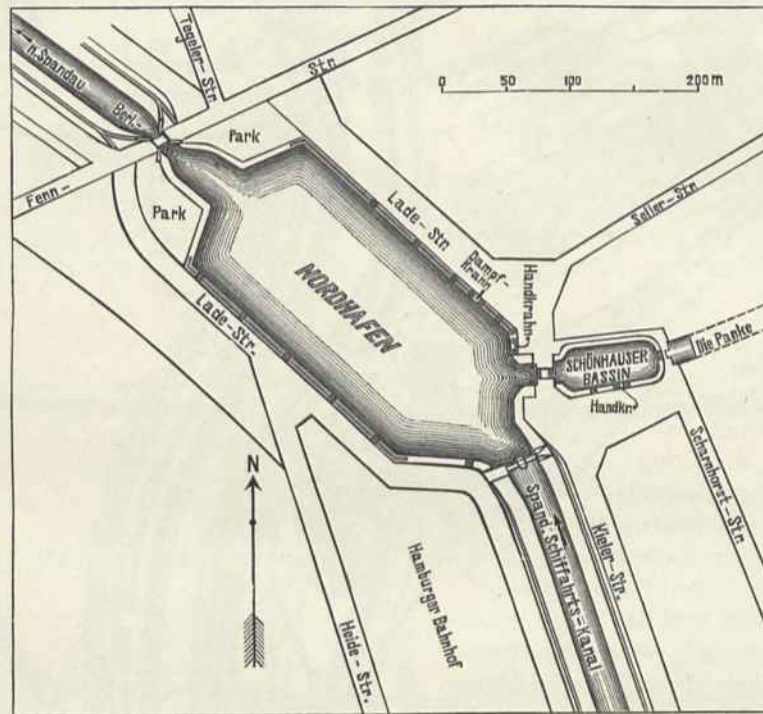 Tegeler-Str.
n. Spandau
Berl.-
Str.
0 50 100 200 m
Park
Fenn-
Park
Lade-Str.
Seller-Str.
Dampf-
Krahn
Handkrahn.
NORDHAFEN
Lade-Str.
SCHÖNHAUSER
BASSIN
Die Panke
Handkr.
N
Scharnhorst-Str.
Spand. Schiffahrts=Kanal
Kieler-Str.
Hamburger Bahnhof
Heide-Str.